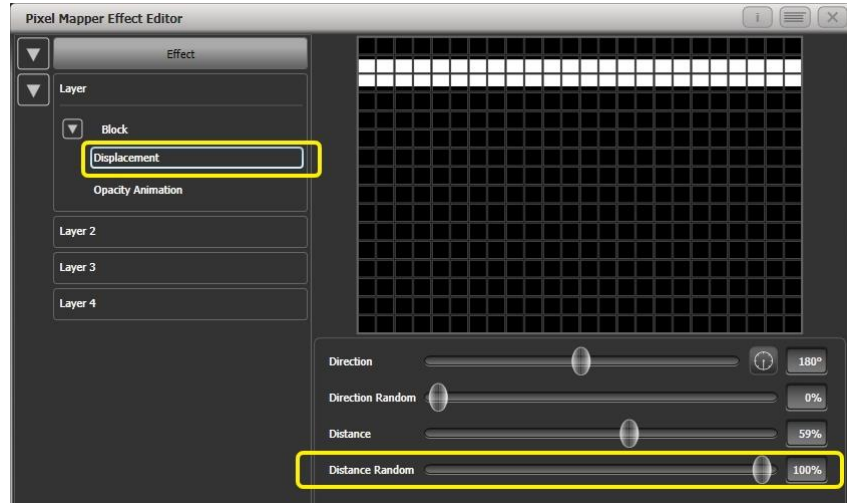 Pixel Mapper Effect Editor
i
Effect
Layer
Block
Displacement
Opacity Animation
Layer 2
Layer 3
Layer 4
Direction 180°
Direction Random 0%
Distance 59%
Distance Random 100%